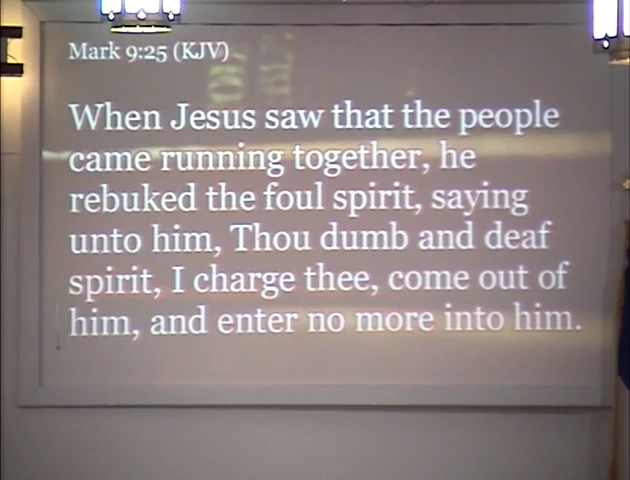 Mark 9:25 (KJV)
When Jesus saw that the people
came running together, he
rebuked the foul spirit, saying
unto him, Thou dumb and deaf
spirit, I charge thee, come out of
him, and enter no more into him.